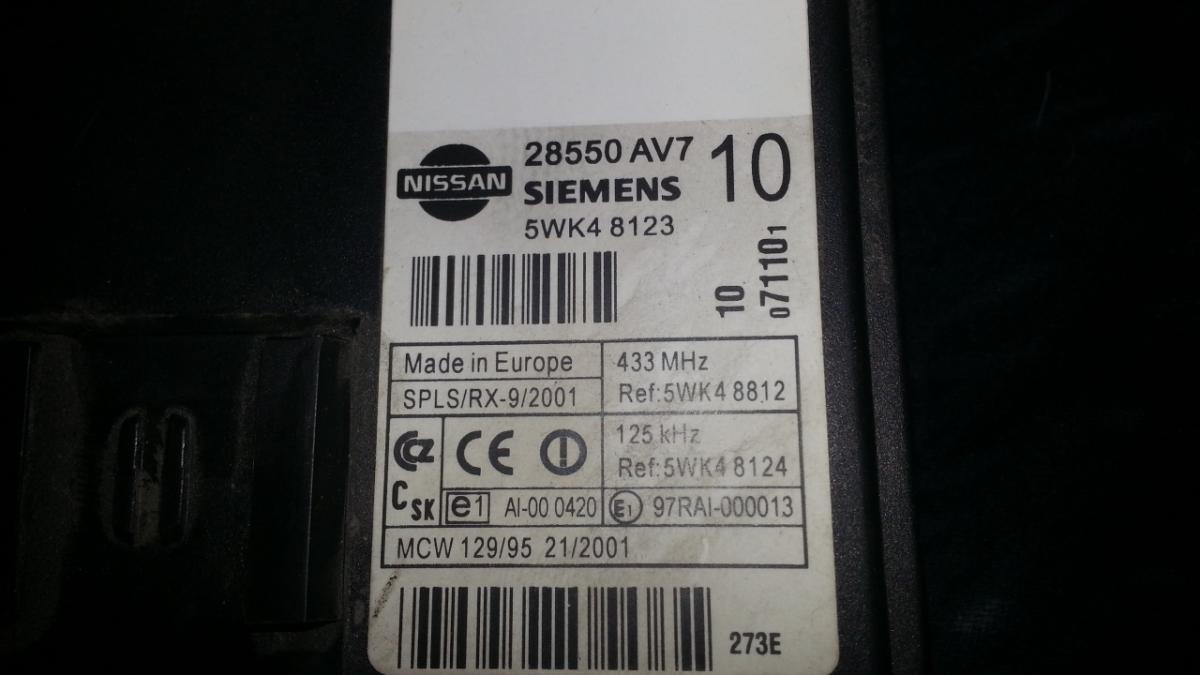 NISSAN
28550 AV7
10
SIEMENS
5WK4 8123
10
071101
Made in Europe
433 MHz
SPLS/RX-9/2001
Ref:5WK4 8812
125 kHz
Ref:5WK4 8124
CZ
CE
CSK
e1
AI-00 0420
E1
97RAI-000013
MCW 129/95 21/2001
273E